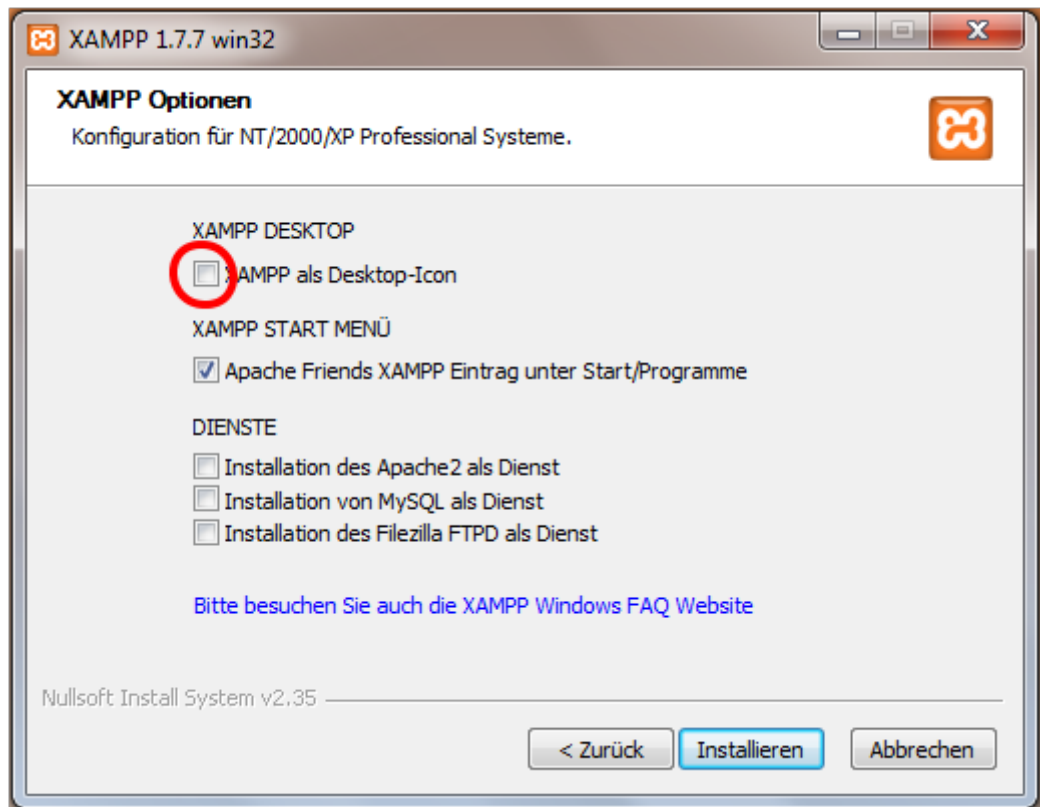 XAMPP 1.7.7 win32
XAMPP Optionen
Konfiguration für NT/2000/XP Professional Systeme.
XAMPP DESKTOP
XAMPP als Desktop-Icon
XAMPP START MENÜ
Apache Friends XAMPP Eintrag unter Start/Programme
DIENSTE
Installation des Apache2 als Dienst
Installation von MySQL als Dienst
Installation des Filezilla FTPD als Dienst
Bitte besuchen Sie auch die XAMPP Windows FAQ Website
Nullsoft Install System v2.35
< Zurück Installieren Abbrechen